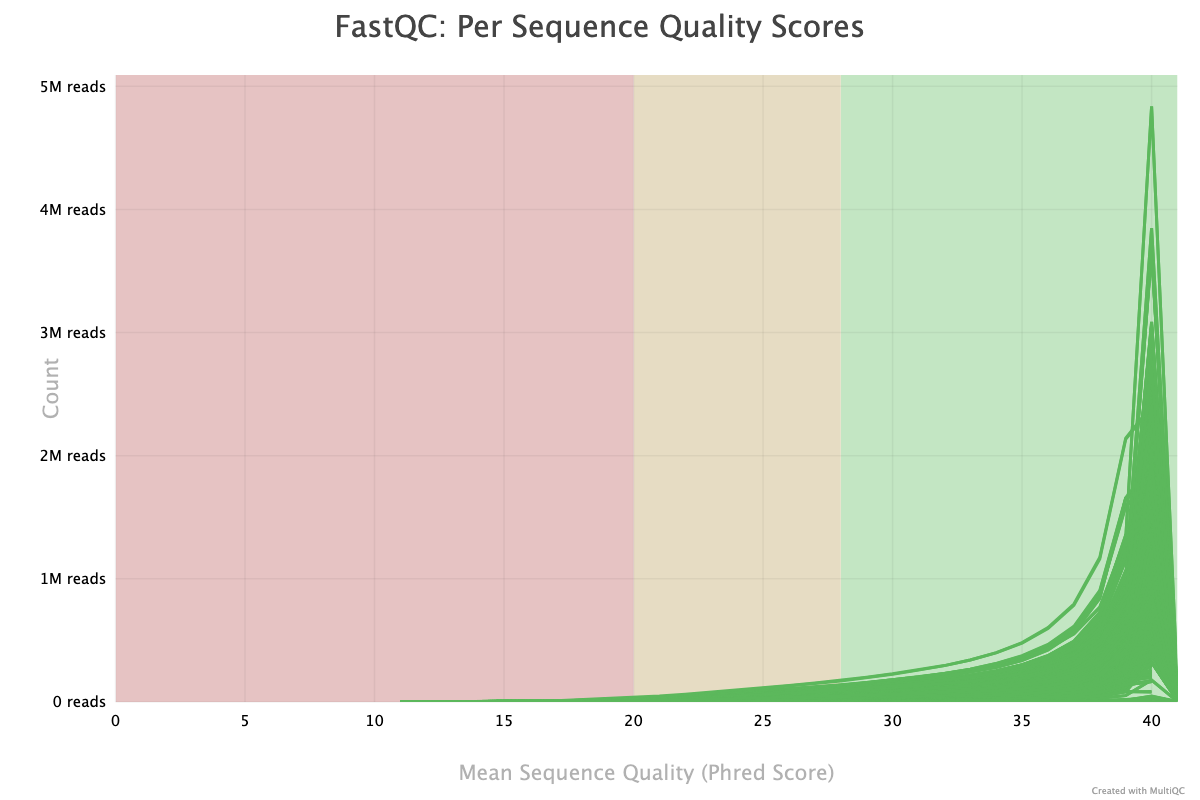 FastQC: Per Sequence Quality Scores
5M reads
4M reads
3M reads
2M reads
1M reads
0 reads
Count
0 5 10 15 20 25 30 35 40
Mean Sequence Quality (Phred Score)
Created with MultiQC